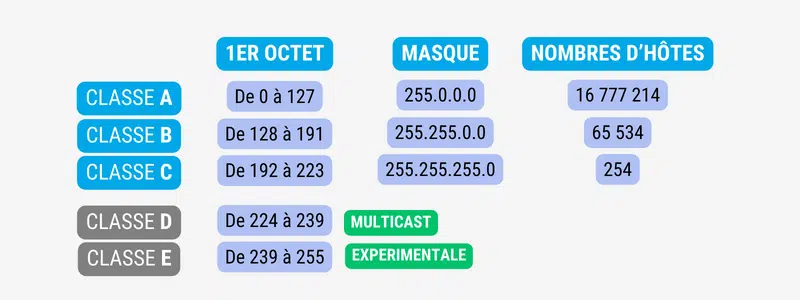 1ER OCTET MASQUE NOMBRES D’HÔTES
CLASSE A De 0 à 127 255.0.0.0 16 777 214
CLASSE B De 128 à 191 255.255.0.0 65 534
CLASSE C De 192 à 223 255.255.255.0 254
CLASSE D De 224 à 239 MULTICAST
CLASSE E De 239 à 255 EXPERIMENTALE